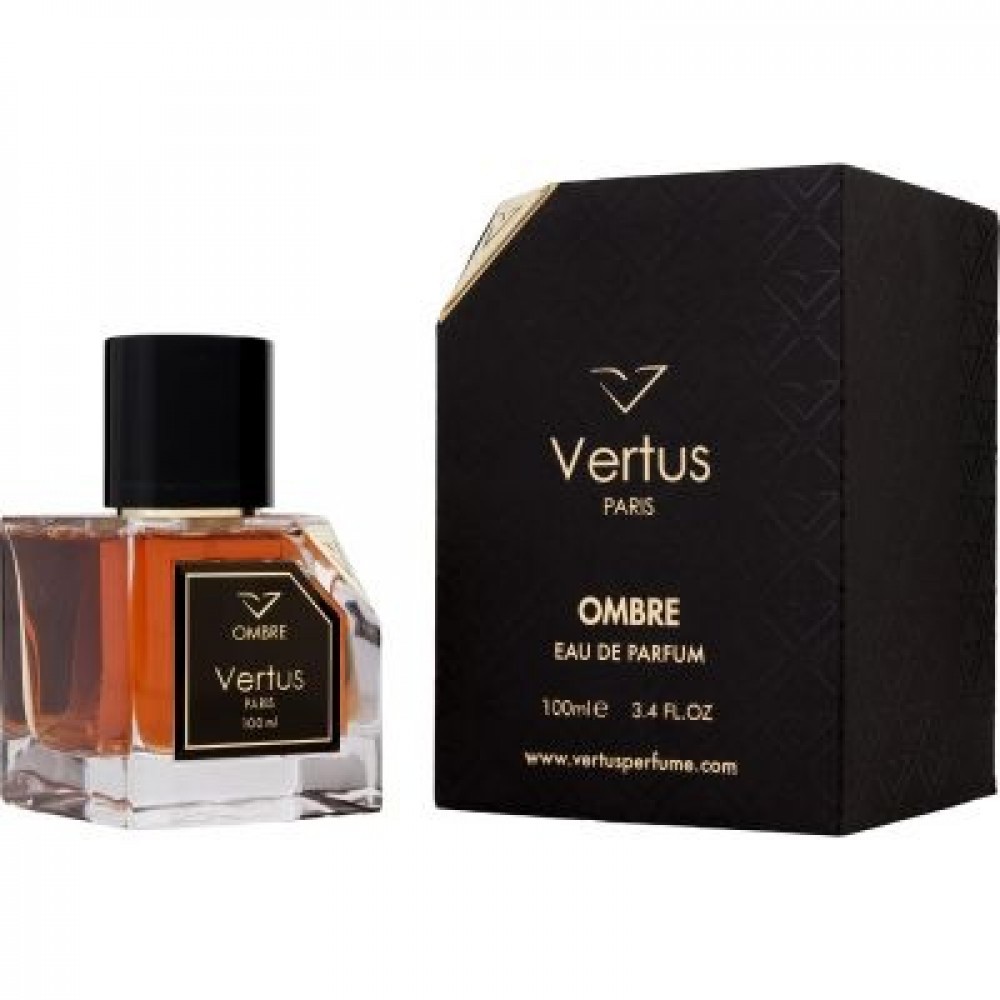 OMBRE
Vertus
PARIS
100 ml
Vertus
PARIS
OMBRE
EAU DE PARFUM
100ml e 3.4 FL.OZ
www.vertusperfume.com